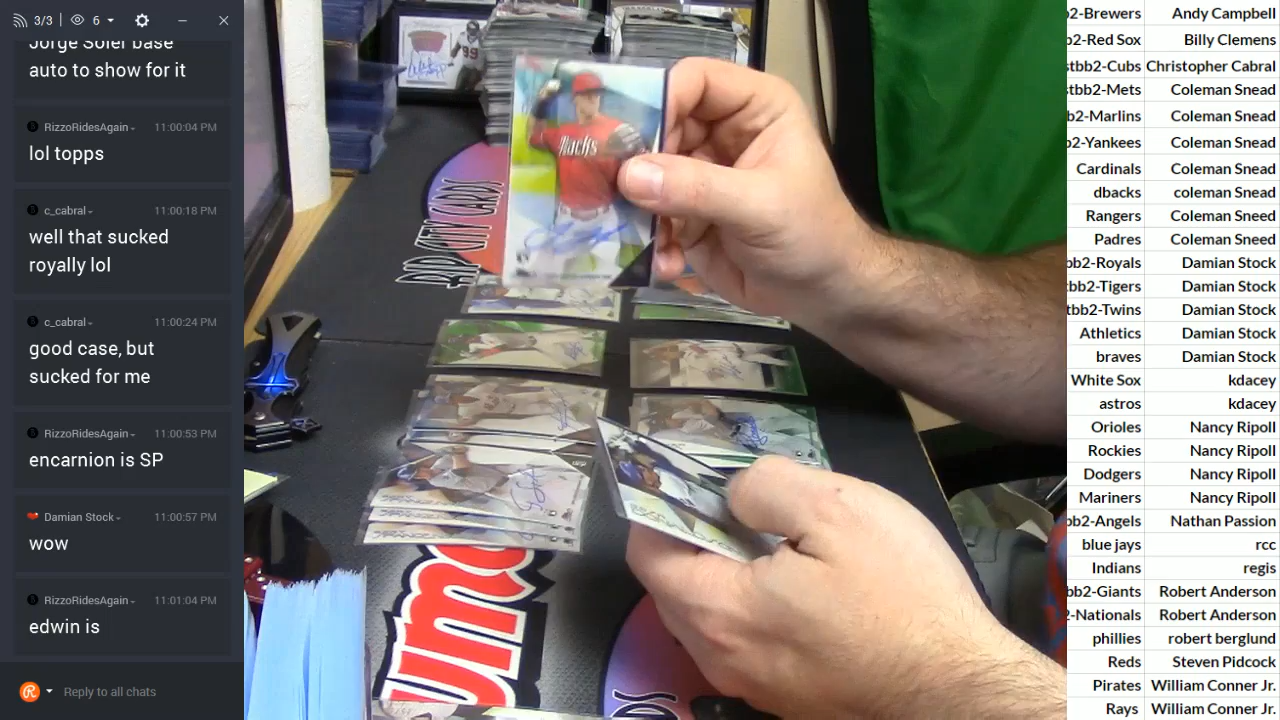 3/3
6
Jorge Soler base
auto to show for it
RizzoRidesAgain
11:00:04 PM
lol topps
c_cabral
11:00:18 PM
well that sucked
royally lol
c_cabral
11:00:24 PM
good case, but
sucked for me
RizzoRidesAgain
11:00:53 PM
encarnion is SP
Damian Stock
11:00:57 PM
wow
RizzoRidesAgain
11:01:04 PM
edwin is
Reply to all chats
RIP CITY CARDS
b2-Brewers Andy Campbell
b2-Red Sox Billy Clemens
stbb2-Cubs Christopher Cabral
stbb2-Mets Coleman Snead
bb2-Marlins Coleman Snead
b2-Yankees Coleman Snead
Cardinals Coleman Snead
dbacks coleman Snead
Rangers Coleman Sneed
Padres Coleman Sneed
bb2-Royals Damian Stock
tbb2-Tigers Damian Stock
tbb2-Twins Damian Stock
Athletics Damian Stock
braves Damian Stock
White Sox kdacey
astros kdacey
Orioles Nancy Ripoll
Rockies Nancy Ripoll
Dodgers Nancy Ripoll
Mariners Nancy Ripoll
bb2-Angels Nathan Passion
blue jays rcc
Indians regis
bb2-Giants Robert Anderson
2-Nationals Robert Anderson
phillies robert berglund
Reds Steven Pidcock
Pirates William Conner Jr.
Rays William Conner Jr.